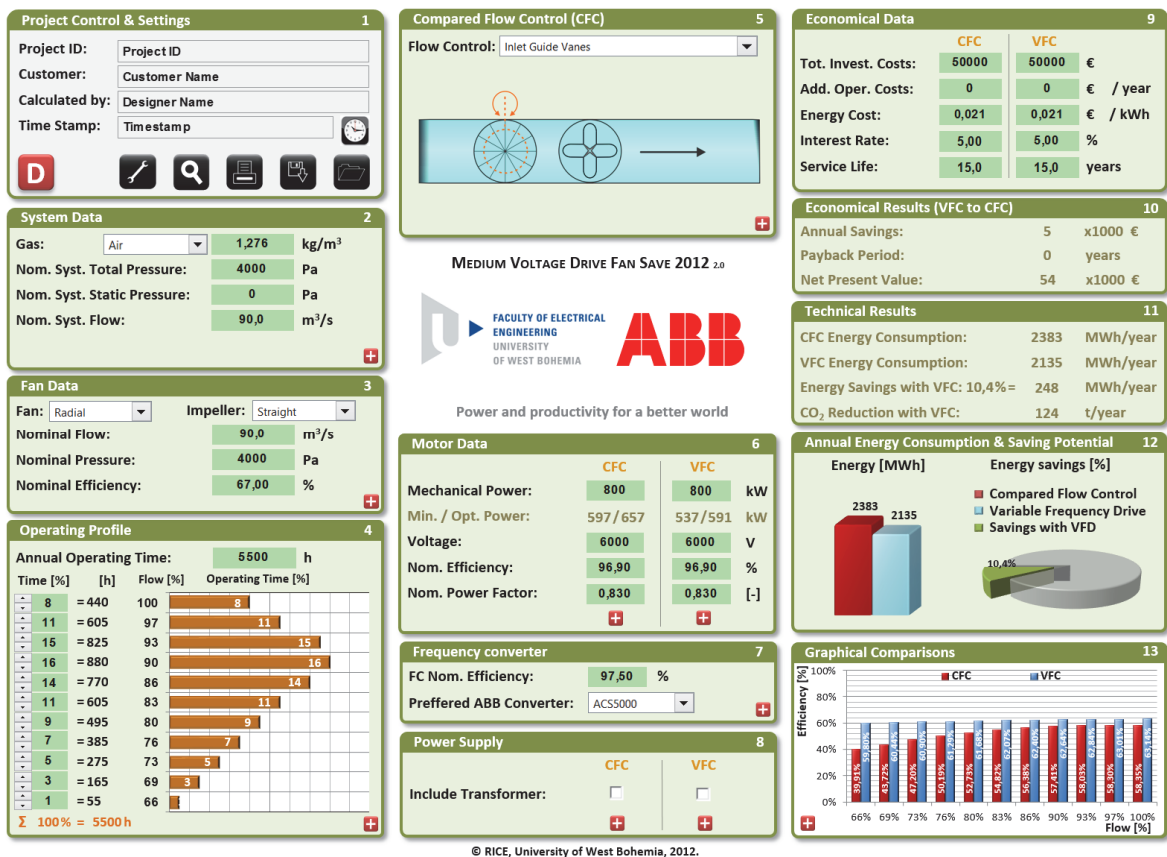 Project Control & Settings 1
Project ID: Project ID
Customer: Customer Name
Calculated by: Designer Name
Time Stamp: Timestamp
D
System Data 2
Gas: Air 1,276 kg/m³
Nom. Syst. Total Pressure: 4000 Pa
Nom. Syst. Static Pressure: 0 Pa
Nom. Syst. Flow: 90,0 m³/s
Fan Data 3
Fan: Radial Impeller: Straight
Nominal Flow: 90,0 m³/s
Nominal Pressure: 4000 Pa
Nominal Efficiency: 67,00 %
Operating Profile 4
Annual Operating Time: 5500 h
Time [%] [h] Flow [%] Operating Time [%]
8 =440 100 8
11 =605 97 11
15 =825 93 15
16 =880 90 16
14 =770 86 14
11 =605 83 11
9 =495 80 9
7 =385 76 7
5 =275 73 5
3 =165 69 3
1 =55 66
Σ 100% = 5500h
Compared Flow Control (CFC) 5
Flow Control: Inlet Guide Vanes
MEDIUM VOLTAGE DRIVE FAN SAVE 2012 2.0
FACULTY OF ELECTRICAL
ENGINEERING
UNIVERSITY
OF WEST BOHEMIA
ABB
Power and productivity for a better world
Motor Data 6
CFC VFC
Mechanical Power: 800 800 kW
Min. / Opt. Power: 597/657 537/591 kW
Voltage: 6000 6000 V
Nom. Efficiency: 96,90 96,90 %
Nom. Power Factor: 0,830 0,830 [-]
Frequency converter 7
FC Nom. Efficiency: 97,50 %
Preffered ABB Converter: ACS5000
Power Supply 8
CFC VFC
Include Transformer:
Economical Data 9
CFC VFC
Tot. Invest. Costs: 50000 50000 €
Add. Oper. Costs: 0 0 € / year
Energy Cost: 0,021 0,021 € / kWh
Interest Rate: 5,00 5,00 %
Service Life: 15,0 15,0 years
Economical Results (VFC to CFC) 10
Annual Savings: 5 x1000 €
Payback Period: 0 years
Net Present Value: 54 x1000 €
Technical Results 11
CFC Energy Consumption: 2383 MWh/year
VFC Energy Consumption: 2135 MWh/year
Energy Savings with VFC: 10,4%= 248 MWh/year
CO₂ Reduction with VFC: 124 t/year
Annual Energy Consumption & Saving Potential 12
Energy [MWh] Energy savings [%]
2383 2135
Compared Flow Control
Variable Frequency Drive
Savings with VFD
10,4%
Graphical Comparisons 13
Efficiency [%]
CFC VFC
100%
80%
60%
40%
20%
0%
39,91% 43,72% 47,20% 50,19% 52,73% 54,82% 56,38% 57,41% 58,03% 58,30% 58,35%
66% 69% 73% 76% 80% 83% 86% 90% 93% 97% 100%
Flow [%]
© RICE, University of West Bohemia, 2012.